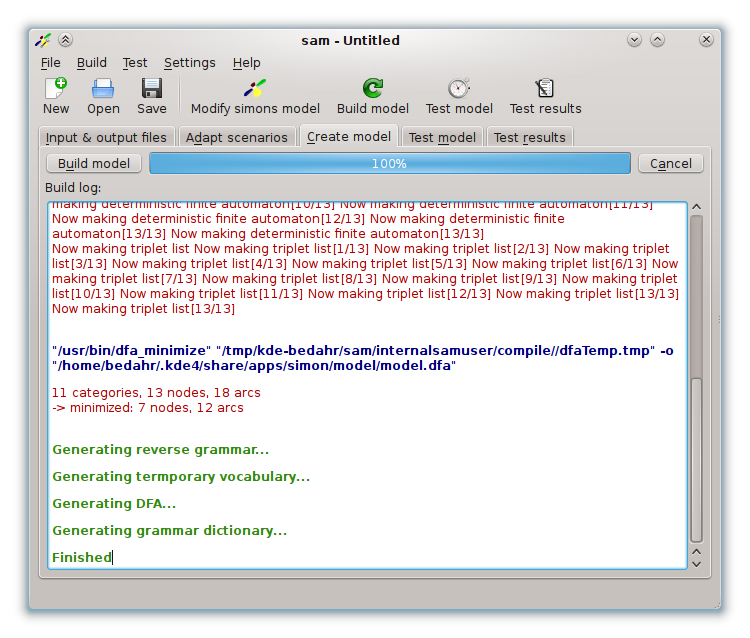 sam - Untitled
File Build Test Settings Help
New Open Save Modify simons model Build model Test model Test results
Input & output files Adapt scenarios Create model Test model Test results
Build model 100% Cancel
Build log:
making deterministic finite automaton[10/13] Now making deterministic finite automaton[11/13]
Now making deterministic finite automaton[12/13] Now making deterministic finite
automaton[13/13] Now making deterministic finite automaton[13/13]
Now making triplet list Now making triplet list[1/13] Now making triplet list[2/13] Now making triplet
list[3/13] Now making triplet list[4/13] Now making triplet list[5/13] Now making triplet list[6/13] Now
making triplet list[7/13] Now making triplet list[8/13] Now making triplet list[9/13] Now making triplet
list[10/13] Now making triplet list[11/13] Now making triplet list[12/13] Now making triplet list[13/13]
Now making triplet list[13/13]
"/usr/bin/dfa_minimize" "/tmp/kde-bedahr/sam/internalsamuser/compile//dfaTemp.tmp" -o
"/home/bedahr/.kde4/share/apps/simon/model/model.dfa"
11 categories, 13 nodes, 18 arcs
-> minimized: 7 nodes, 12 arcs
Generating reverse grammar...
Generating termporary vocabulary...
Generating DFA...
Generating grammar dictionary...
Finished